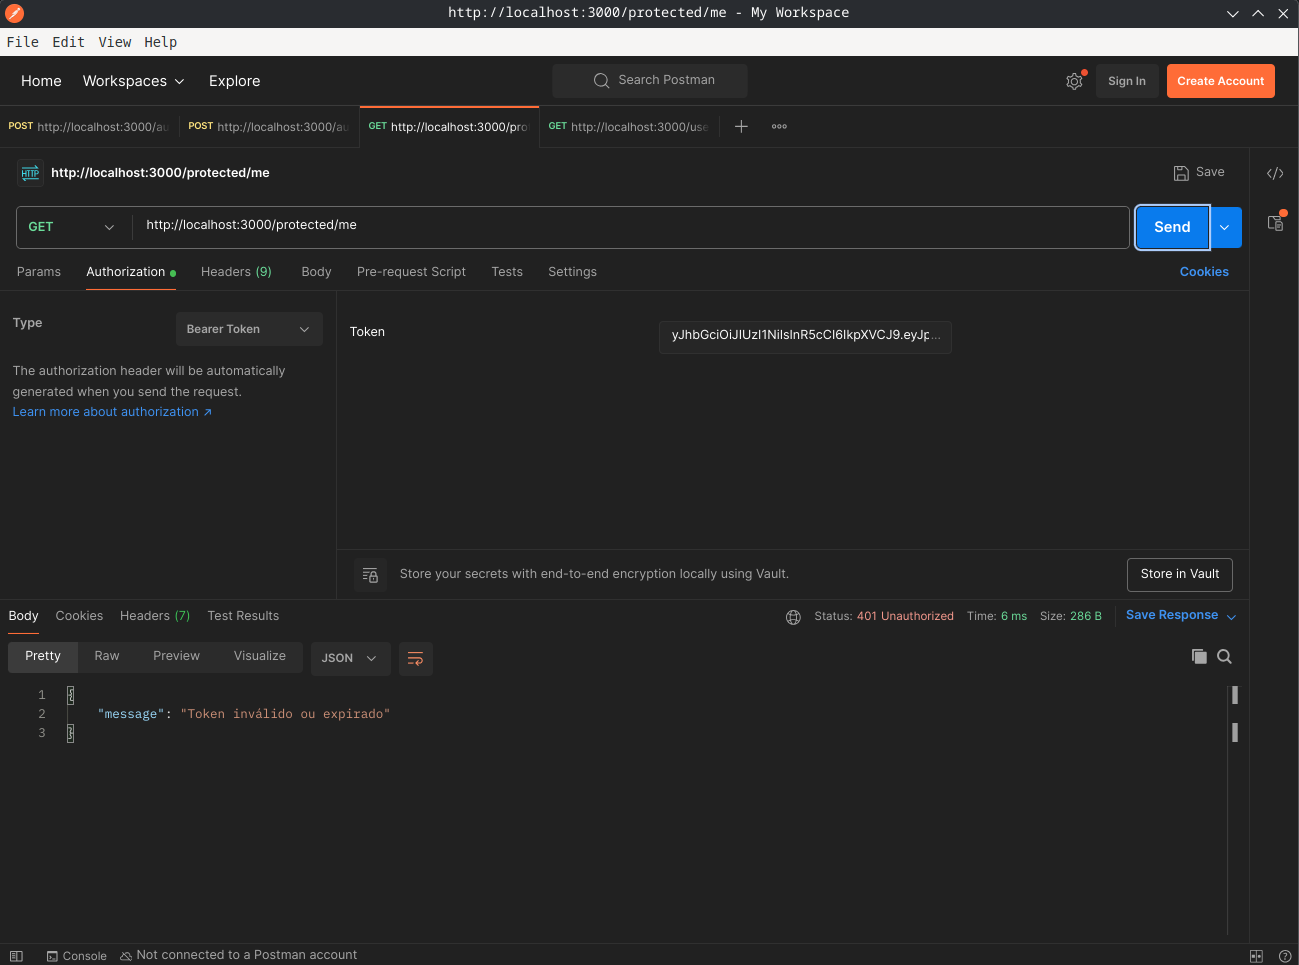 http://localhost:3000/protected/me - My Workspace
File Edit View Help
Home Workspaces Explore Search Postman Sign In Create Account
POST http://localhost:3000/au POST http://localhost:3000/au GET http://localhost:3000/pro GET http://localhost:3000/use
HTTP http://localhost:3000/protected/me Save
GET http://localhost:3000/protected/me Send
Params Authorization Headers (9) Body Pre-request Script Tests Settings Cookies
Type Bearer Token
Token yJhbGciOiJIUzI1NiIsInR5cCI6IkpXVCJ9.eyJp...
The authorization header will be automatically
generated when you send the request.
Learn more about authorization ↗
Store your secrets with end-to-end encryption locally using Vault. Store in Vault
Body Cookies Headers (7) Test Results Status: 401 Unauthorized Time: 6 ms Size: 286 B Save Response
Pretty Raw Preview Visualize JSON
1 {
2 "message": "Token inválido ou expirado"
3 }
Console Not connected to a Postman account